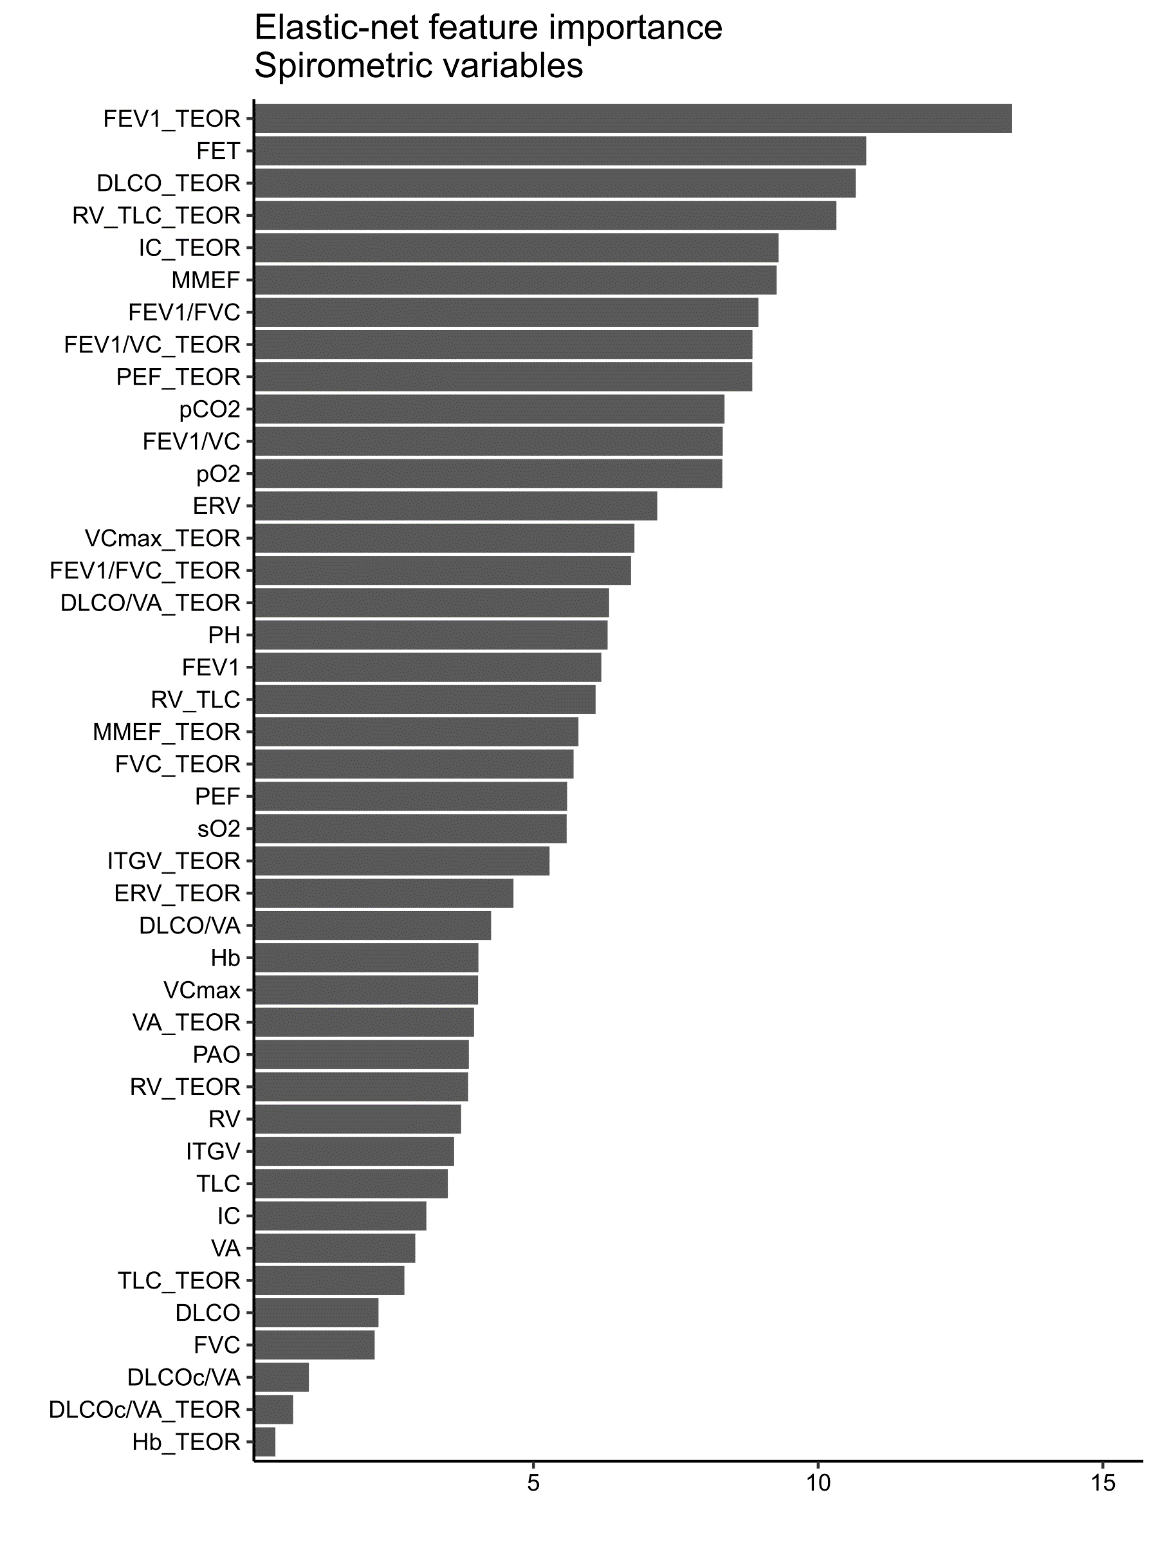 Elastic-net feature importance
Spirometric variables
FEV1_TEOR
FET
DLCO_TEOR
RV_TLC_TEOR
IC_TEOR
MMEF
FEV1/FVC
FEV1/VC_TEOR
PEF_TEOR
pCO2
FEV1/VC
pO2
ERV
VCmax_TEOR
FEV1/FVC_TEOR
DLCO/VA_TEOR
PH
FEV1
RV_TLC
MMEF_TEOR
FVC_TEOR
PEF
sO2
ITGV_TEOR
ERV_TEOR
DLCO/VA
Hb
VCmax
VA_TEOR
PAO
RV_TEOR
RV
ITGV
TLC
IC
VA
TLC_TEOR
DLCO
FVC
DLCOc/VA
DLCOc/VA_TEOR
Hb_TEOR
5 10 15